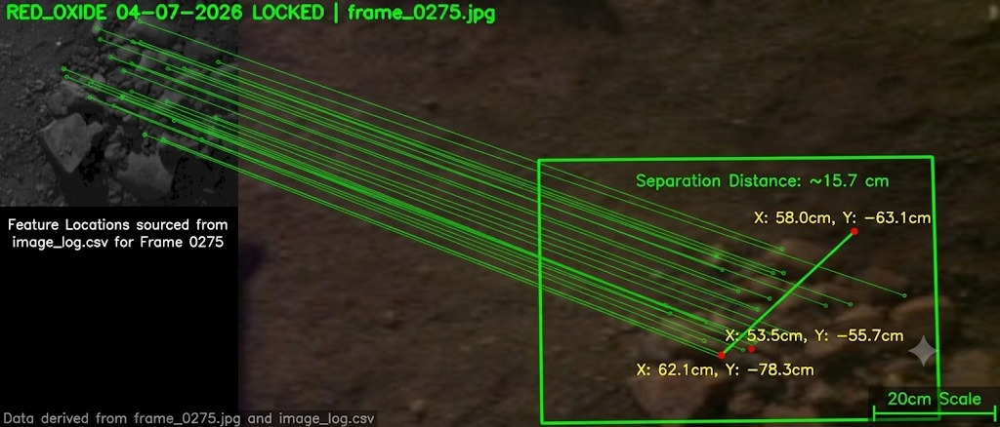 RED_OXIDE 04-07-2026 LOCKED | frame_0275.jpg
Separation Distance: ~15.7 cm
X: 58.0cm, Y: -63.1cm
Feature Locations sourced from
image_log.csv for Frame 0275
X: 53.5cm, Y: -55.7cm
X: 62.1cm, Y: -78.3cm
20cm Scale
Data derived from frame_0275.jpg and image_log.csv